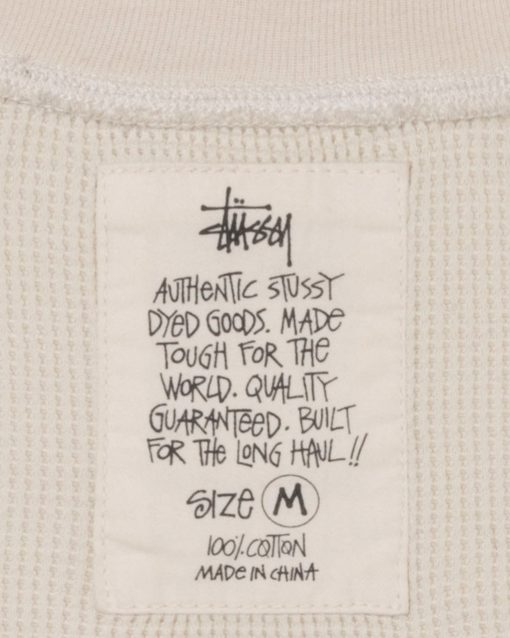 Stüssy
AUTHENTIC STUSSY
DYED GOODS. MADE
TOUGH FOR THE
WORLD. QUALITY
GUARANTEED. BUILT
FOR THE LONG HAUL!!
SIZE M
100% COTTON
MADE IN CHINA